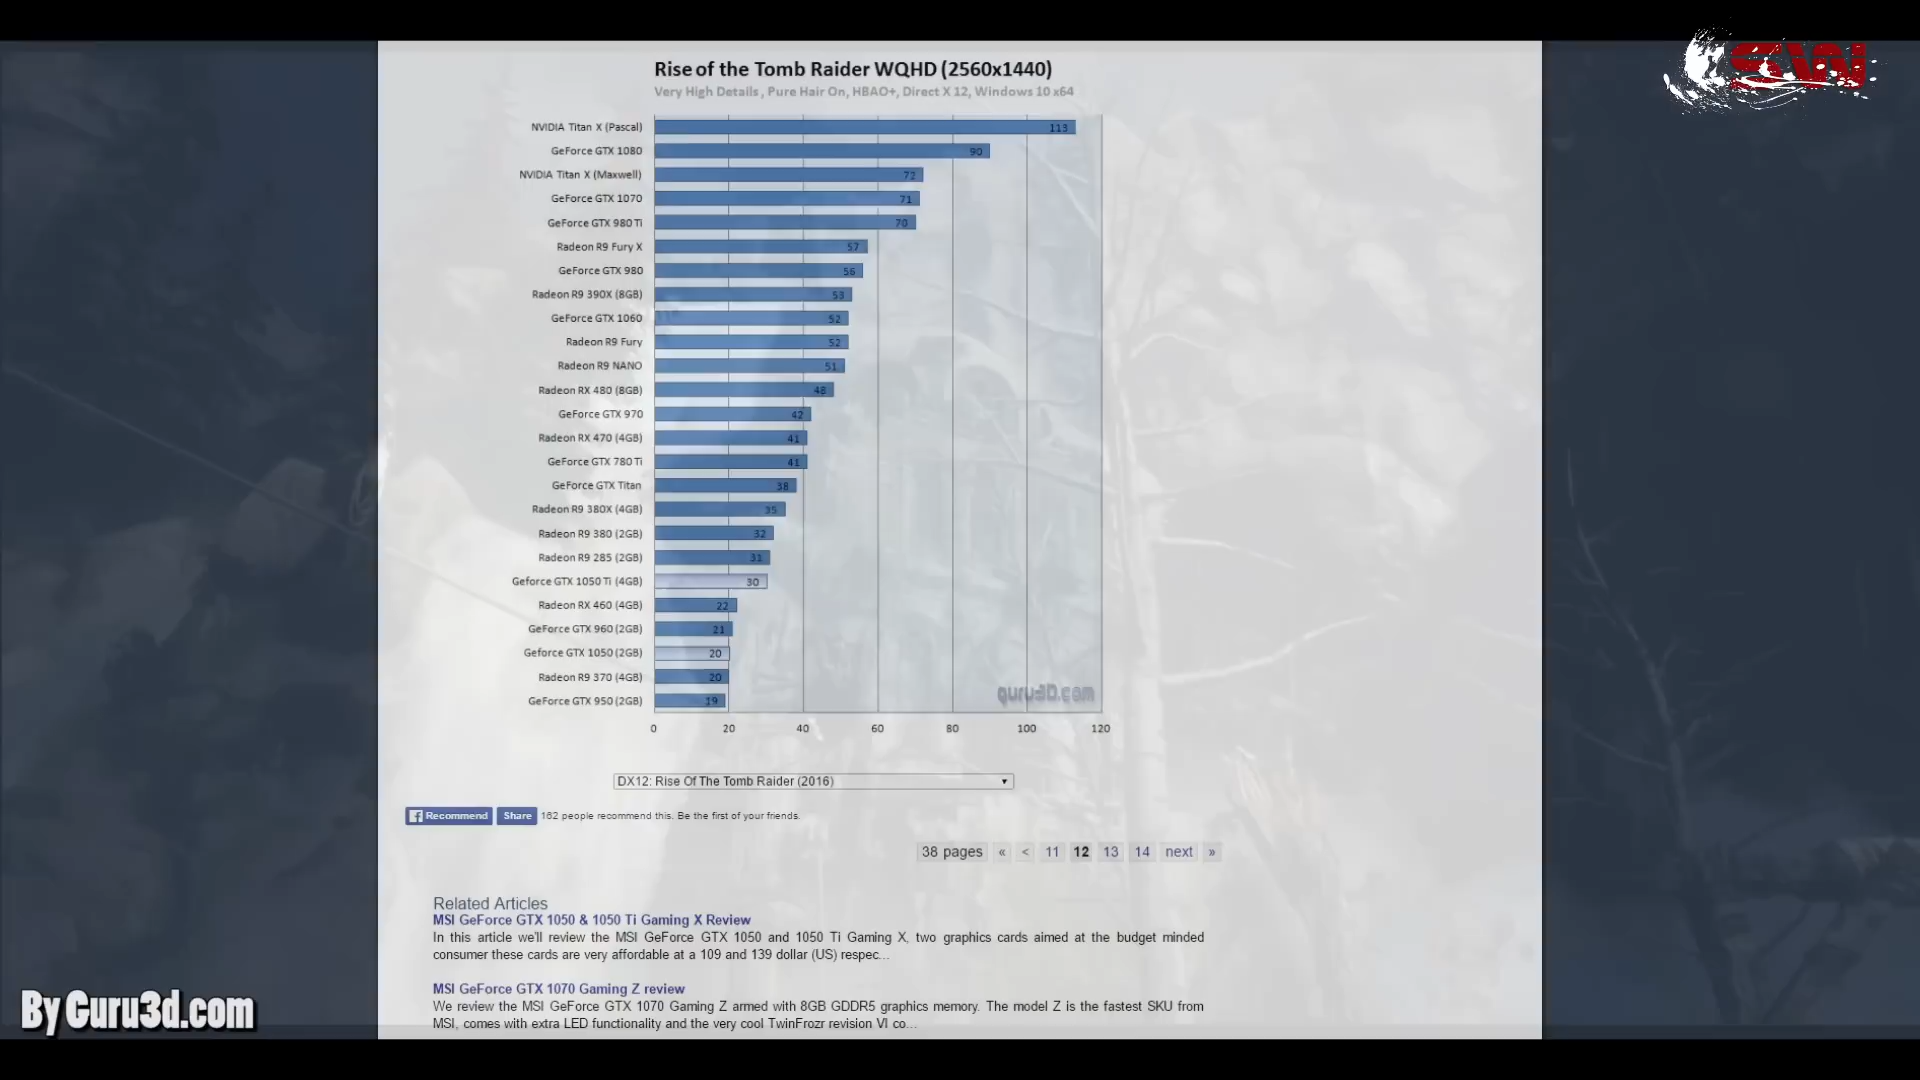 SW
Rise of the Tomb Raider WQHD (2560x1440)
Very High Details , Pure Hair On, HBAO+, Direct X 12, Windows 10 x64
NVIDIA Titan X (Pascal) 113
GeForce GTX 1080 90
NVIDIA Titan X (Maxwell) 72
GeForce GTX 1070 71
GeForce GTX 980 Ti 70
Radeon R9 Fury X 57
GeForce GTX 980 56
Radeon R9 390X (8GB) 53
GeForce GTX 1060 52
Radeon R9 Fury 52
Radeon R9 NANO 51
Radeon RX 480 (8GB) 48
GeForce GTX 970 42
Radeon RX 470 (4GB) 41
GeForce GTX 780 Ti 41
GeForce GTX Titan 38
Radeon R9 380X (4GB) 35
Radeon R9 380 (2GB) 32
Radeon R9 285 (2GB) 31
Geforce GTX 1050 Ti (4GB) 30
Radeon RX 460 (4GB) 22
GeForce GTX 960 (2GB) 21
Geforce GTX 1050 (2GB) 20
Radeon R9 370 (4GB) 20
GeForce GTX 950 (2GB) 19
guru3D.com
0 20 40 60 80 100 120
DX12: Rise Of The Tomb Raider (2016)
Recommend Share 162 people recommend this. Be the first of your friends.
38 pages « < 11 12 13 14 next »
Related Articles
MSI GeForce GTX 1050 & 1050 Ti Gaming X Review
In this article we'll review the MSI GeForce GTX 1050 and 1050 Ti Gaming X, two graphics cards aimed at the budget minded
consumer these cards are very affordable at a 109 and 139 dollar (US) respec...
MSI GeForce GTX 1070 Gaming Z review
We review the MSI GeForce GTX 1070 Gaming Z armed with 8GB GDDR5 graphics memory. The model Z is the fastest SKU from
MSI, comes with extra LED functionality and the very cool TwinFrozr revision VI co...
By Guru3d.com